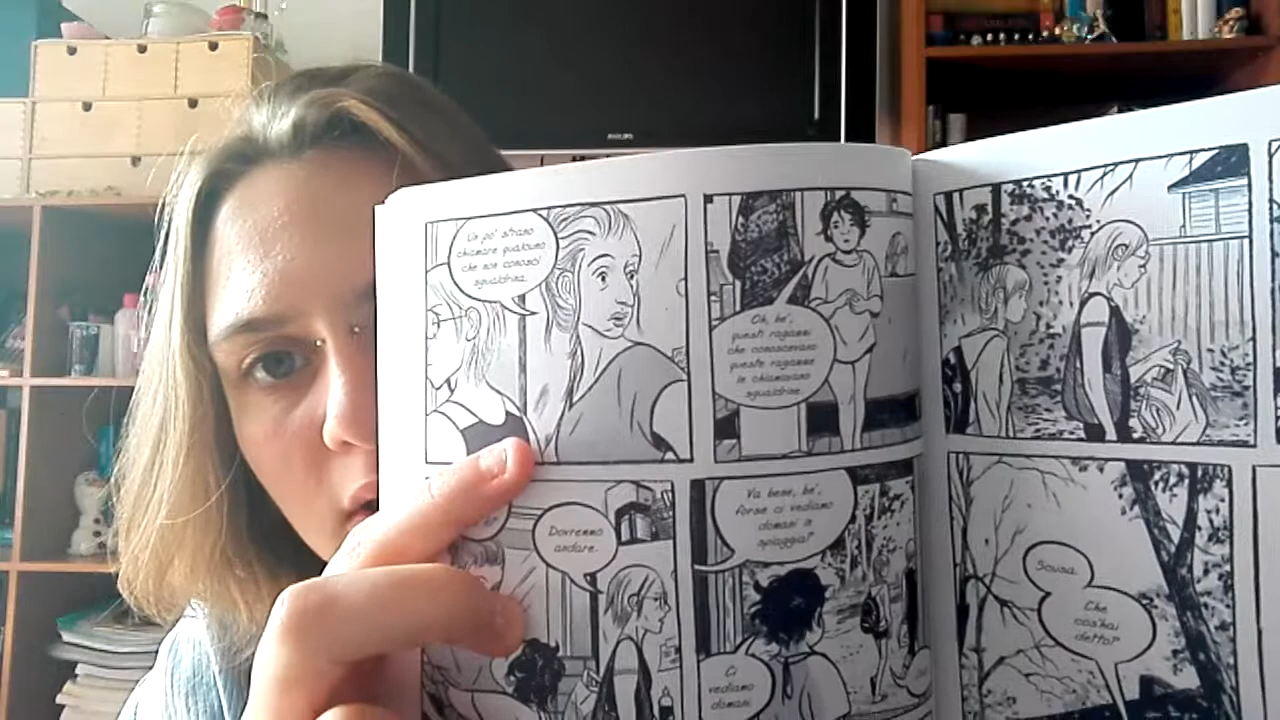 PHILIPS
Un po' strano
chiamare qualcuno
che non conosci
sgualdrina.
Oh, be',
questi ragazzi
che conoscevano
queste ragazze
le chiamavano
sgualdrine.
Dovremmo
andare.
Va bene, be',
forse ci vediamo
domani in
spiaggia?
Ci
vediamo
domani.
Scusa.
Che
cos'hai
detto?